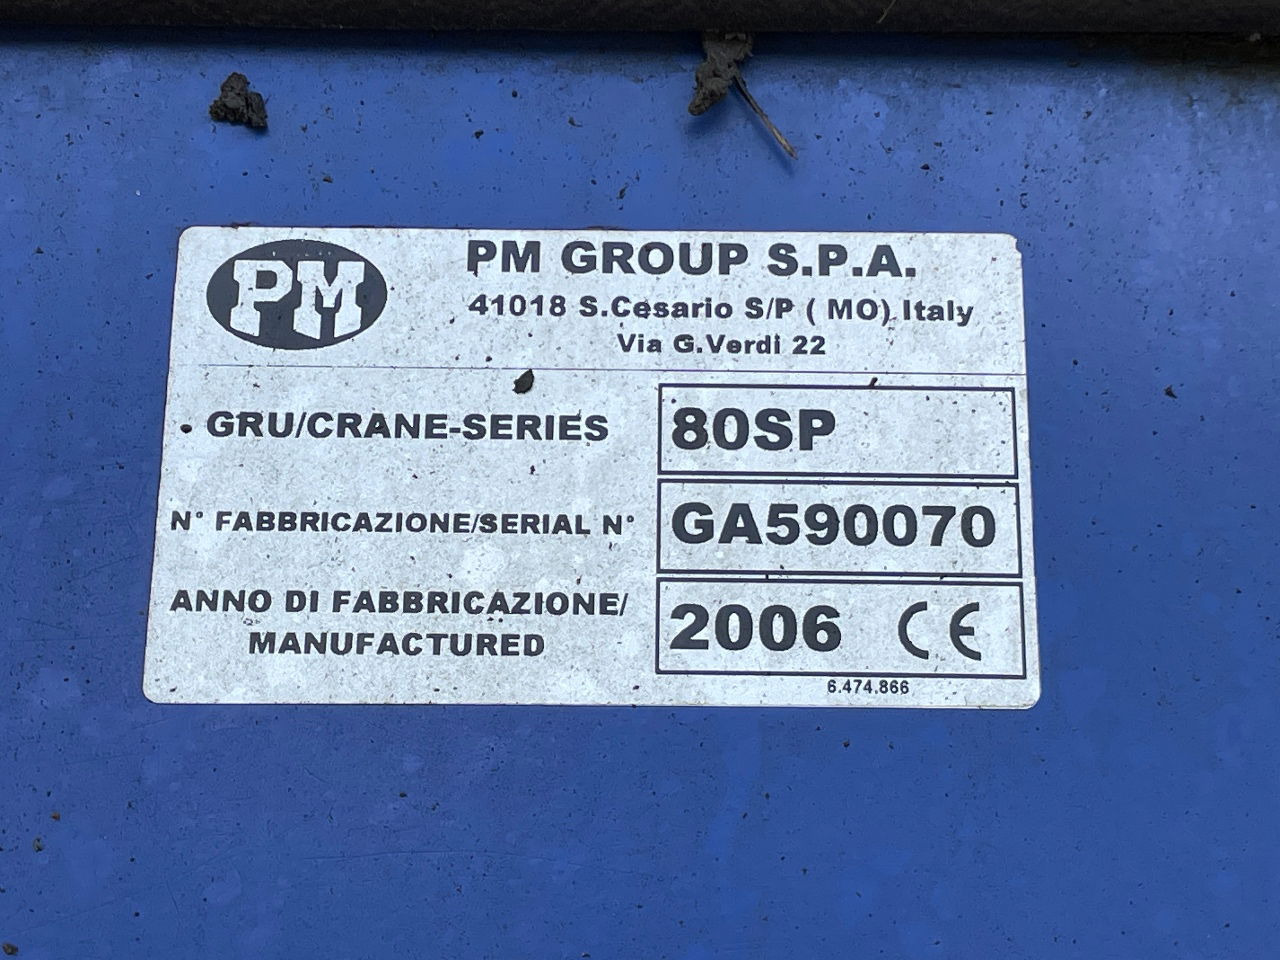 PM
PM GROUP S.P.A.
41018 S.Cesario S/P ( MO) Italy
Via G.Verdi 22
GRU/CRANE-SERIES 80SP
N° FABBRICAZIONE/SERIAL N° GA590070
ANNO DI FABBRICAZIONE/
MANUFACTURED 2006 CE
6.474.866